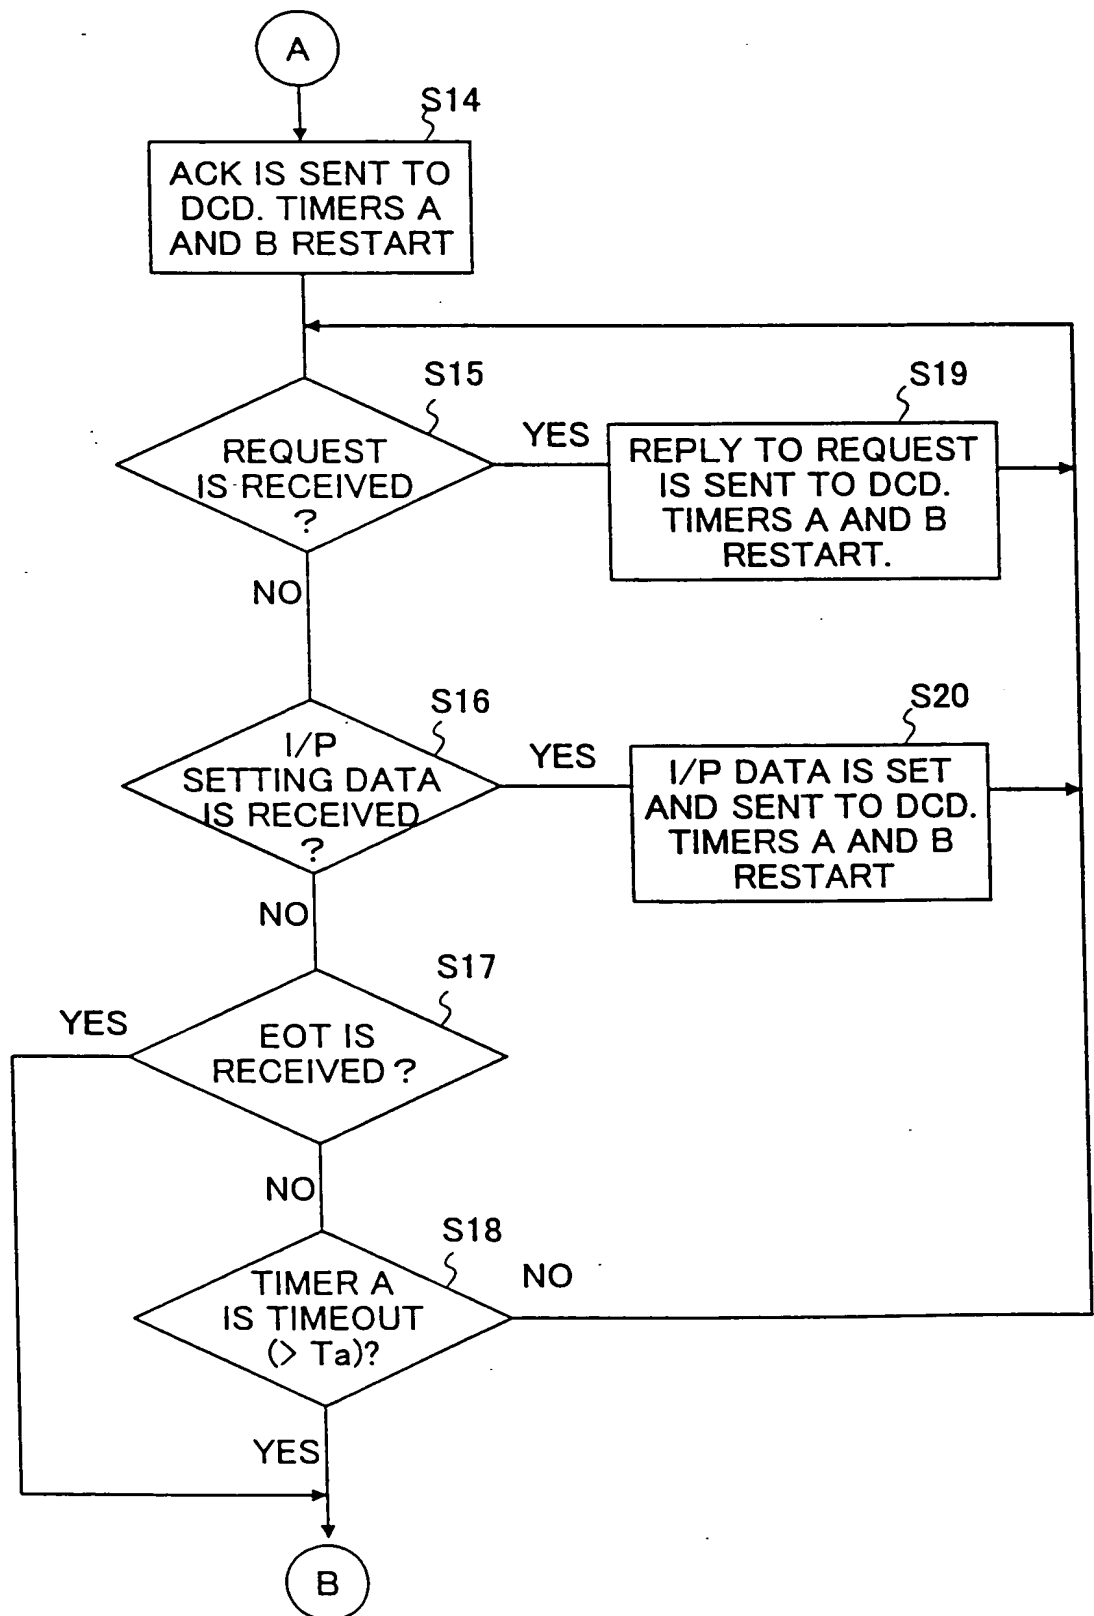 A
S14
ACK IS SENT TO
DCD. TIMERS A
AND B RESTART
S15
REQUEST
IS RECEIVED
?
YES
S19
REPLY TO REQUEST
IS SENT TO DCD.
TIMERS A AND B
RESTART.
NO
S16
I/P
SETTING DATA
IS RECEIVED
?
YES
S20
I/P DATA IS SET
AND SENT TO DCD.
TIMERS A AND B
RESTART
NO
S17
YES
EOT IS
RECEIVED ?
NO
S18
TIMER A
IS TIMEOUT
(> Ta)?
NO
YES
B